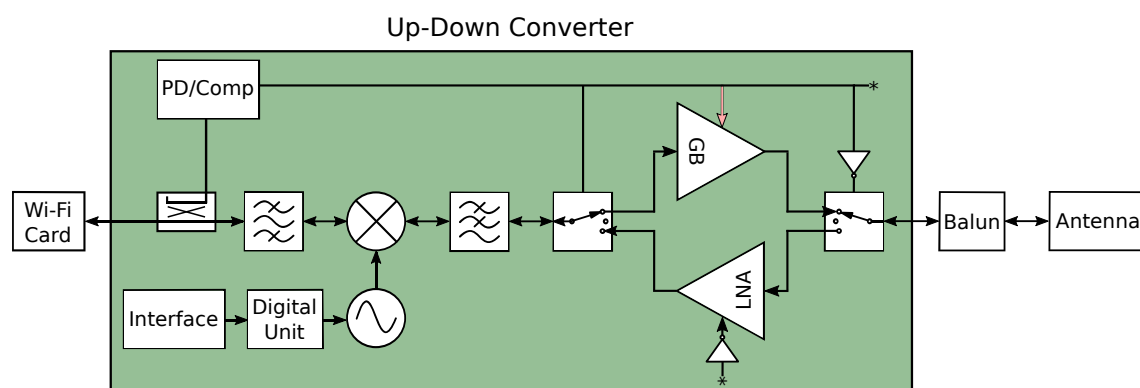 Up-Down Converter
PD/Comp
*
GB
Wi-Fi
Card
Balun
Antenna
LNA
Interface
Digital
Unit
*